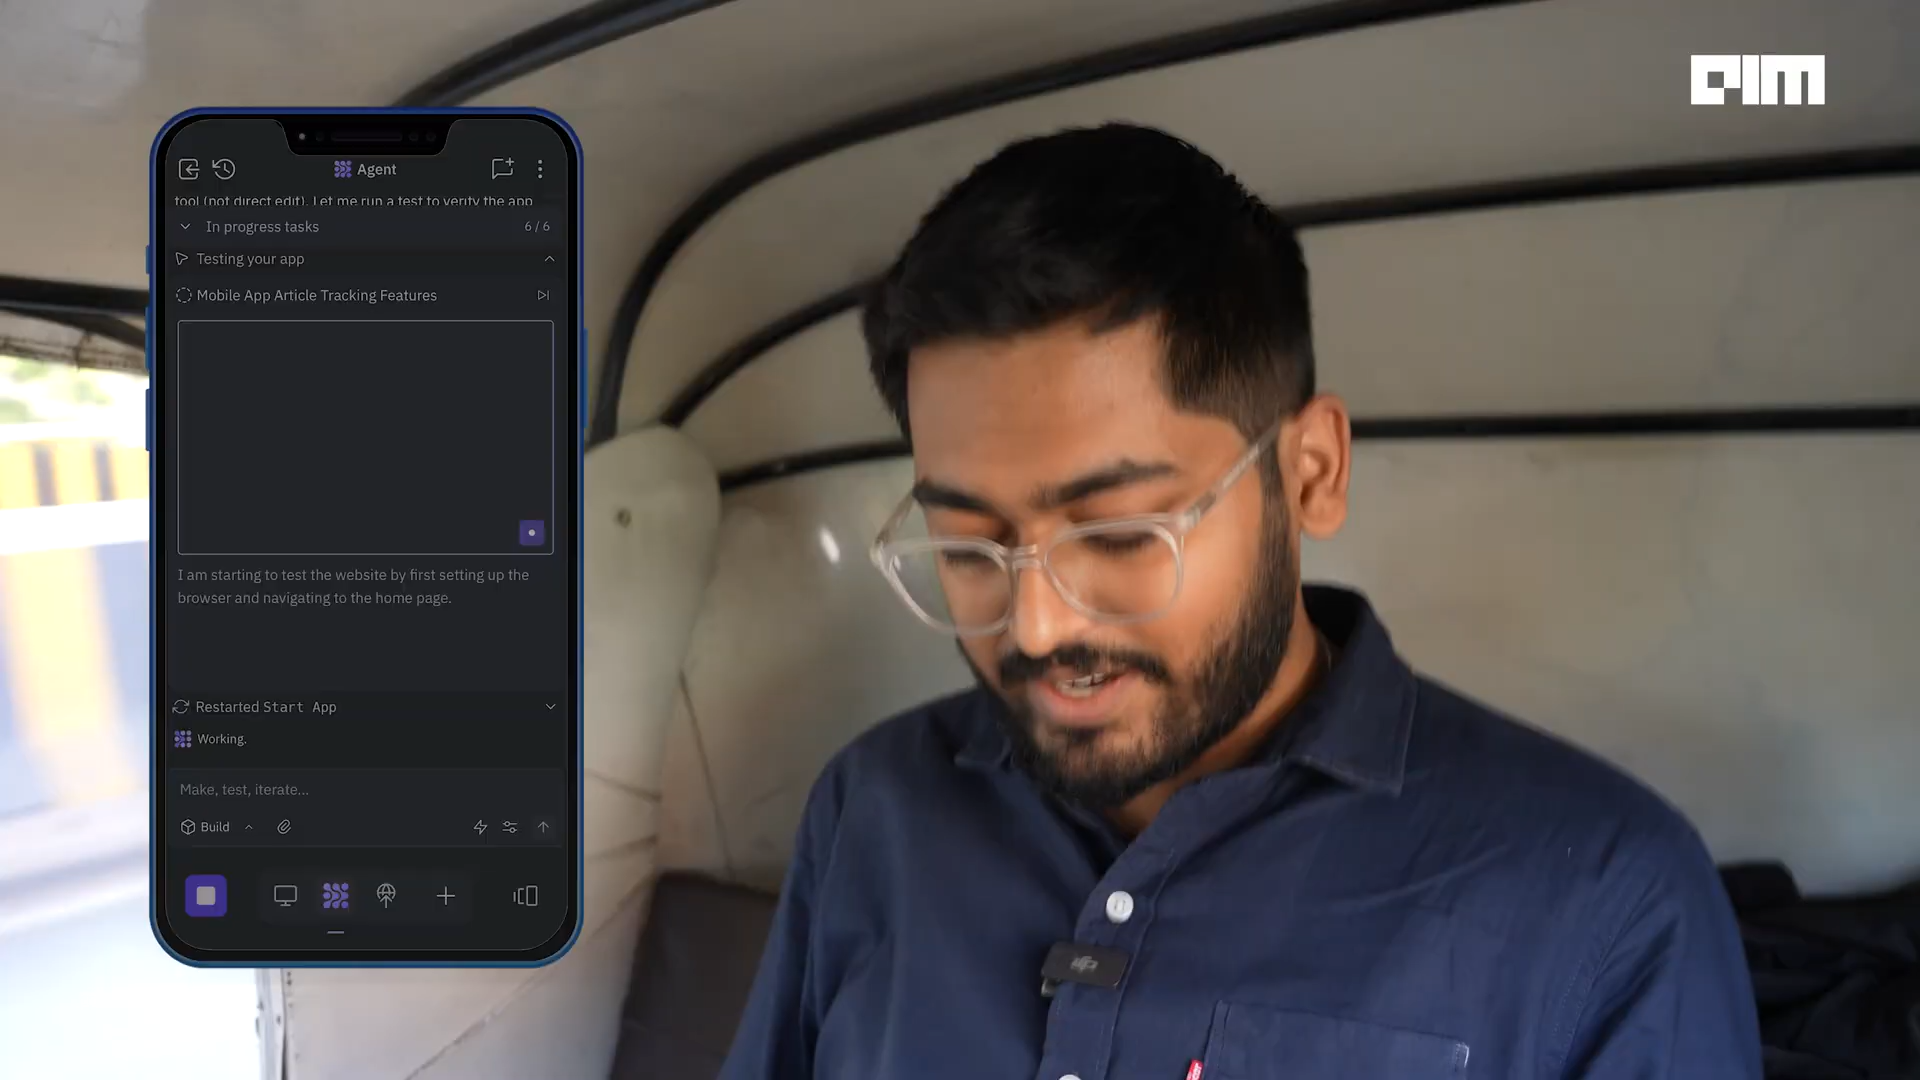 AIM
Agent
tool (not direct edit). Let me run a test to verify the app
In progress tasks 6 / 6
Testing your app
Mobile App Article Tracking Features
I am starting to test the website by first setting up the
browser and navigating to the home page.
Restarted Start App
Working.
Make, test, iterate...
Build
dji